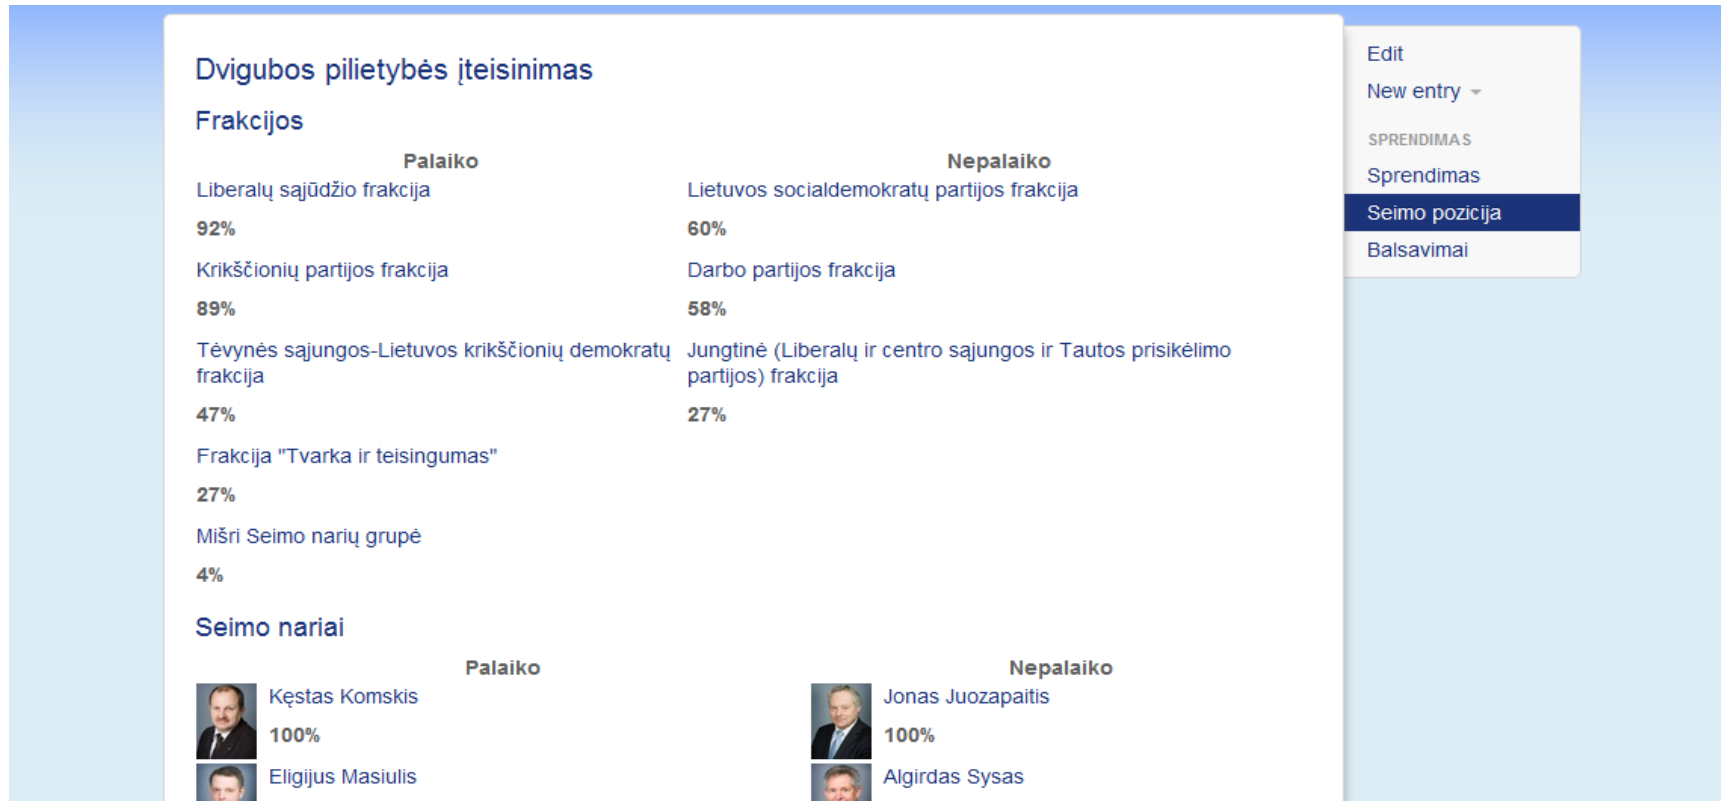 Dvigubos pilietybės įteisinimas
Frakcijos
Palaiko
Liberalų sąjūdžio frakcija
92%
Krikščionių partijos frakcija
89%
Tėvynės sąjungos-Lietuvos krikščionių demokratų
frakcija
47%
Frakcija "Tvarka ir teisingumas"
27%
Mišri Seimo narių grupė
4%
Nepalaiko
Lietuvos socialdemokratų partijos frakcija
60%
Darbo partijos frakcija
58%
Jungtinė (Liberalų ir centro sąjungos ir Tautos prisikėlimo
partijos) frakcija
27%
Seimo nariai
Palaiko
Kęstas Komskis
100%
Eligijus Masiulis
Nepalaiko
Jonas Juozapaitis
100%
Algirdas Sysas
Edit
New entry
SPRENDIMAS
Sprendimas
Seimo pozicija
Balsavimai